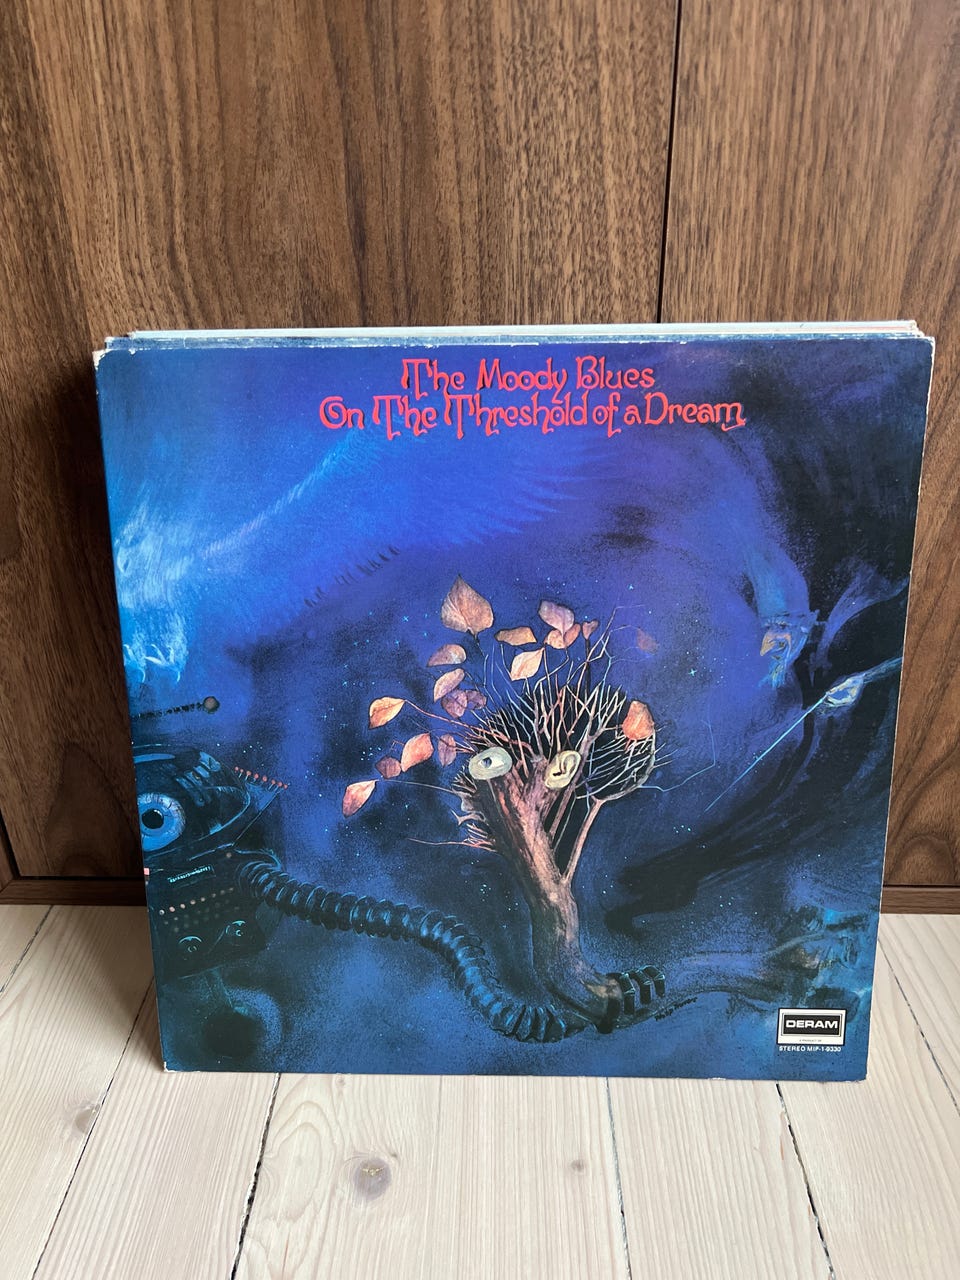 The Moody Blues
On The Threshold of a Dream
DERAM
STEREO MIP-1-9330